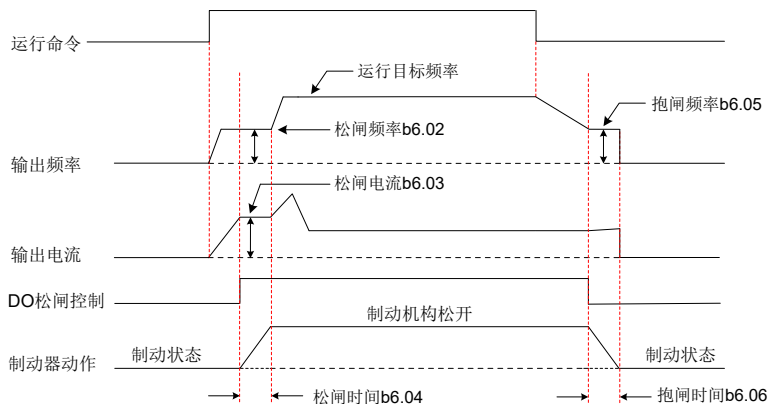 运行命令
运行目标频率
抱闸频率b6.05
松闸频率b6.02
输出频率
松闸电流b6.03
输出电流
DO松闸控制
制动机构松开
制动器动作
制动状态
制动状态
松闸时间b6.04
抱闸时间b6.06